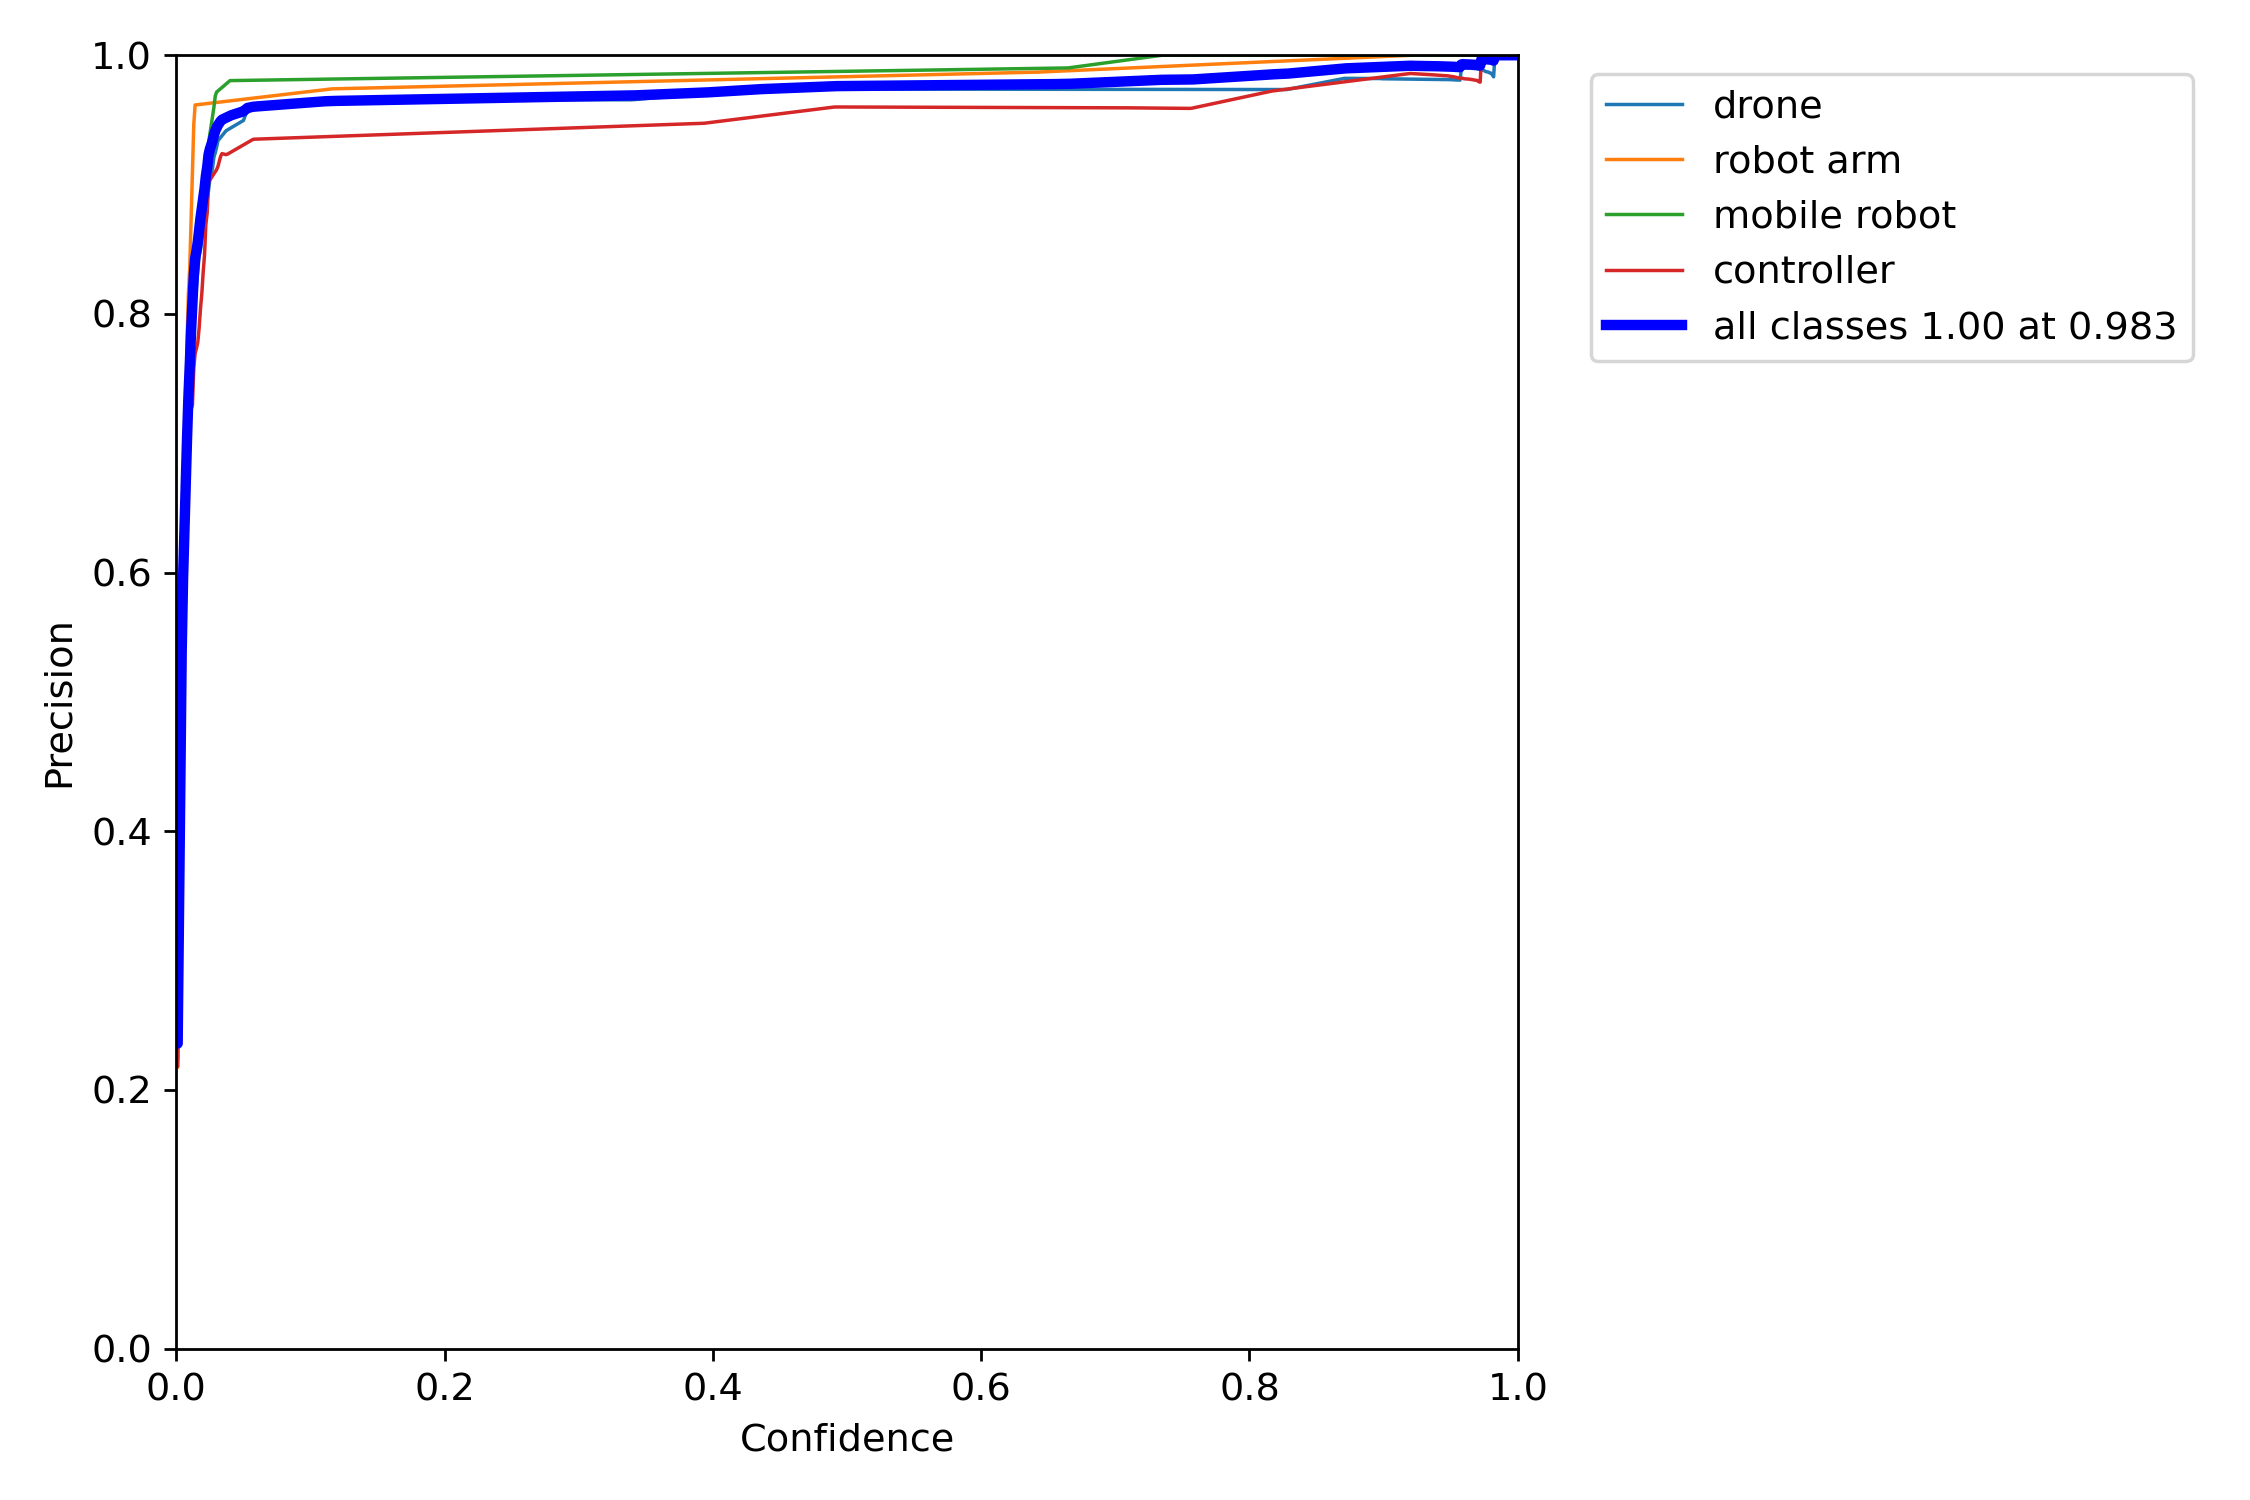 1.0
0.8
0.6
0.4
0.2
0.0
Precision
0.0 0.2 0.4 0.6 0.8 1.0
Confidence
drone
robot arm
mobile robot
controller
all classes 1.00 at 0.983